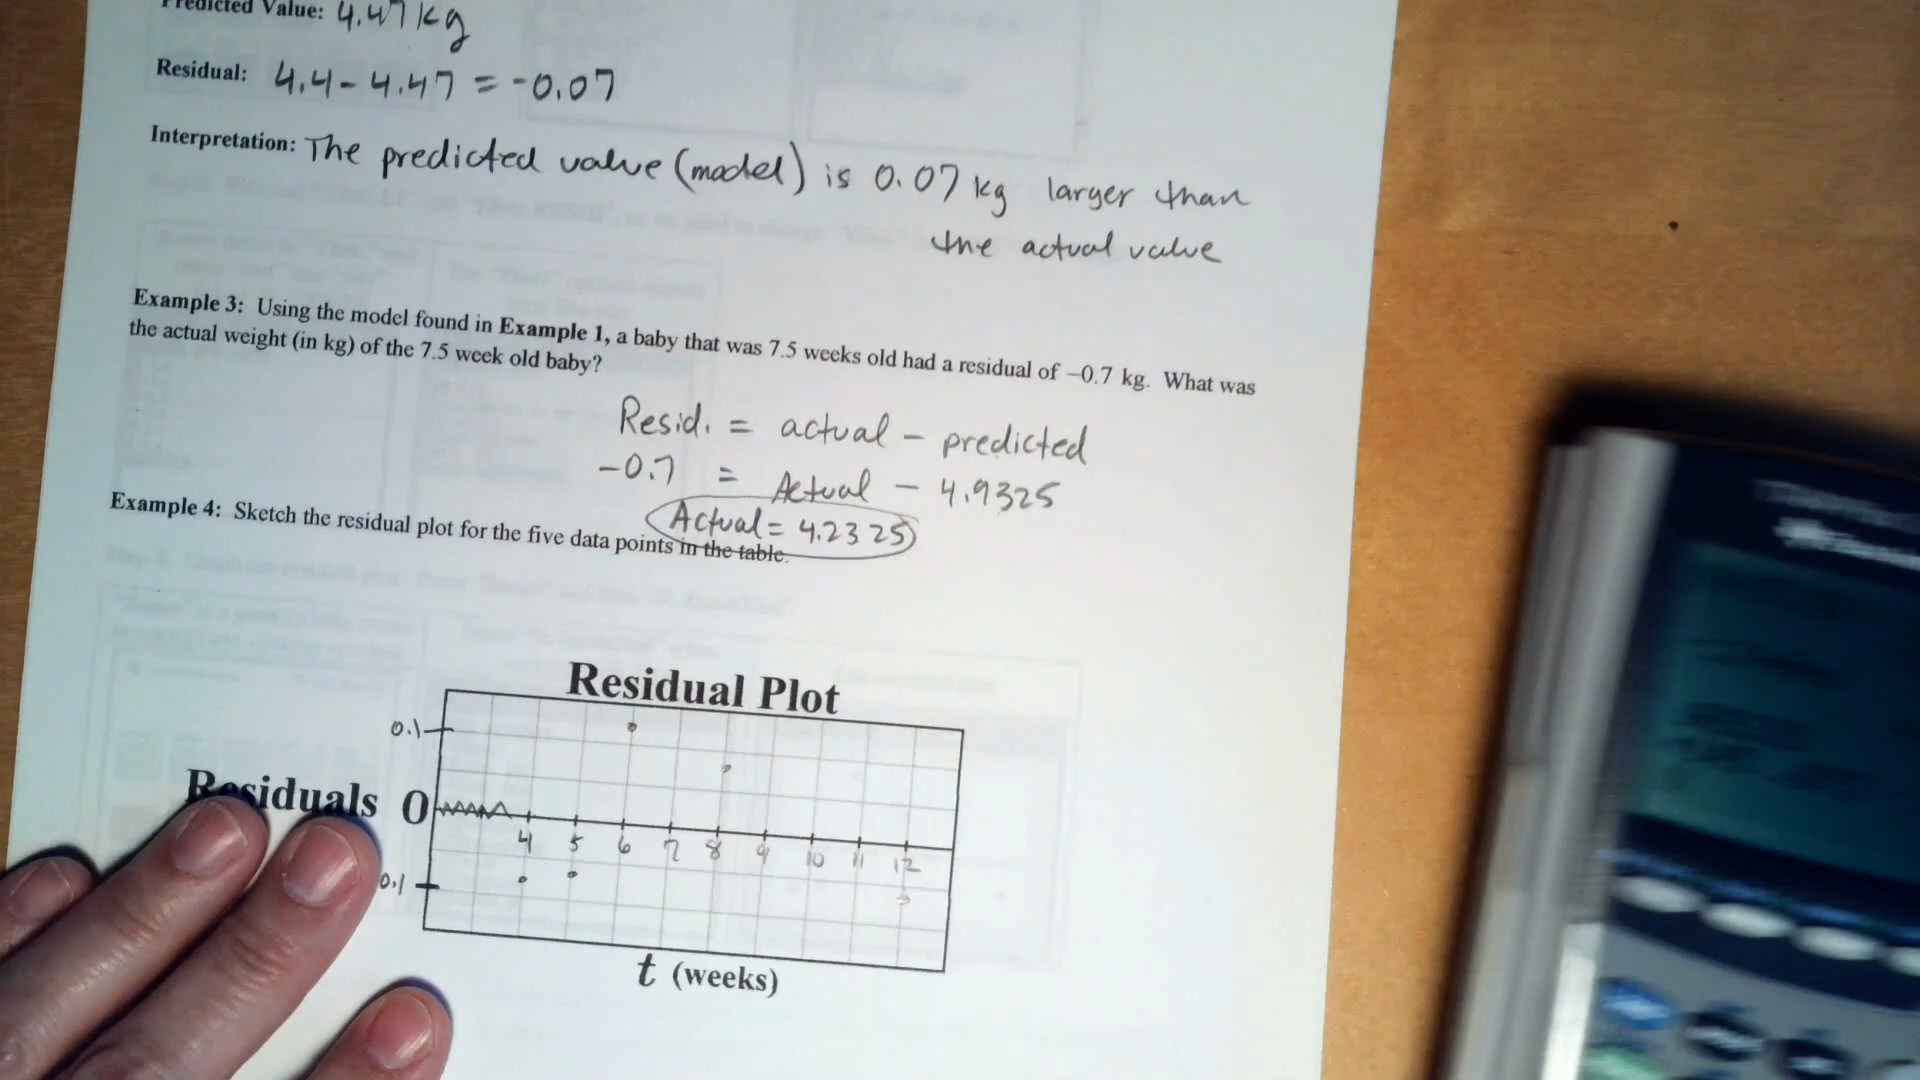 Predicted Value: 4.47 kg
Residual: 4.4 - 4.47 = -0.07
Interpretation: The predicted value (model) is 0.07 kg larger than
the actual value
Example 3: Using the model found in Example 1, a baby that was 7.5 weeks old had a residual of −0.7 kg. What was
the actual weight (in kg) of the 7.5 week old baby?
Resid. = actual - predicted
-0.7 = Actual - 4.9325
Actual = 4.2325
Example 4: Sketch the residual plot for the five data points in the table.
Residual Plot
0.1
Residuals 0
4 5 6 7 8 9 10 11 12
0.1
t (weeks)